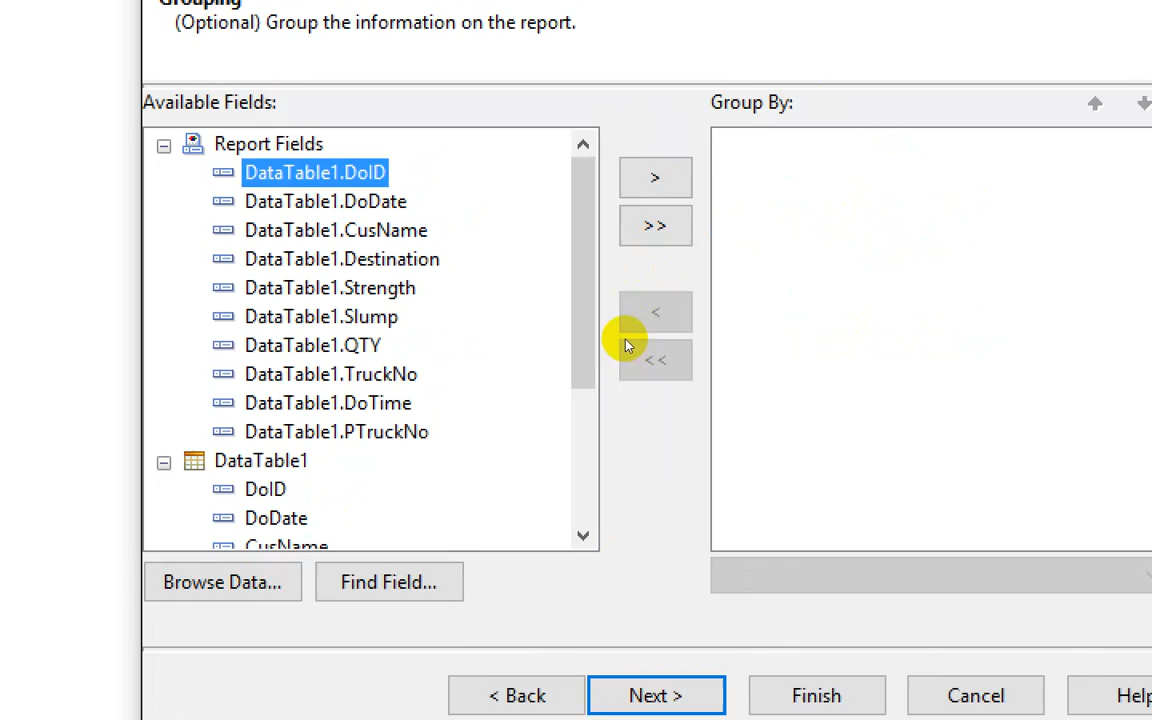 Grouping
(Optional) Group the information on the report.
Available Fields:
Group By:
Report Fields
DataTable1.DoID
DataTable1.DoDate
DataTable1.CusName
DataTable1.Destination
DataTable1.Strength
DataTable1.Slump
DataTable1.QTY
DataTable1.TruckNo
DataTable1.DoTime
DataTable1.PTruckNo
DataTable1
DoID
DoDate
CusName
>
>>
<
<<
Browse Data...
Find Field...
< Back
Next >
Finish
Cancel
Help